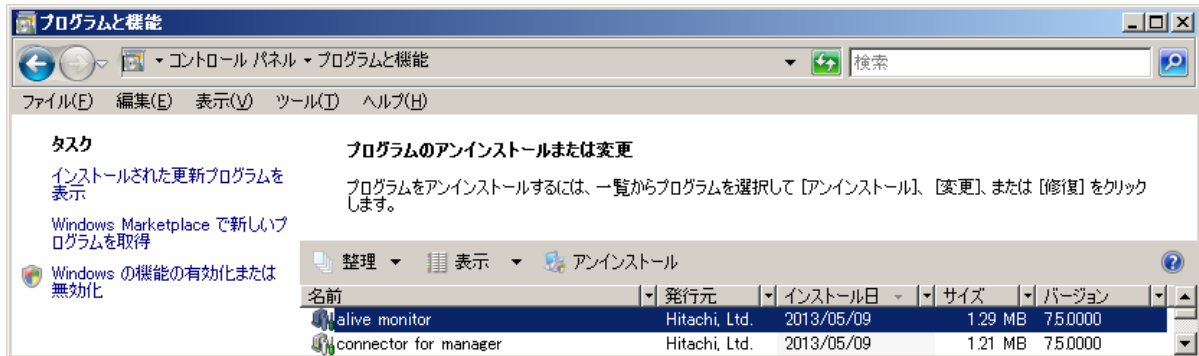 プログラムと機能
コントロール パネル ▾ プログラムと機能
検索
ファイル(F) 編集(E) 表示(V) ツール(T) ヘルプ(H)
タスク
インストールされた更新プログラムを
表示
Windows Marketplace で新しいプ
ログラムを取得
Windows の機能の有効化または
無効化
プログラムのアンインストールまたは変更
プログラムをアンインストールするには、一覧からプログラムを選択して [アンインストール]、[変更]、または [修復] をクリック
します。
整理 表示 アンインストール
名前 発行元 インストール日 サイズ バージョン
alive monitor Hitachi, Ltd. 2013/05/09 1.29 MB 7.5.0000
connector for manager Hitachi, Ltd. 2013/05/09 1.21 MB 7.5.0000